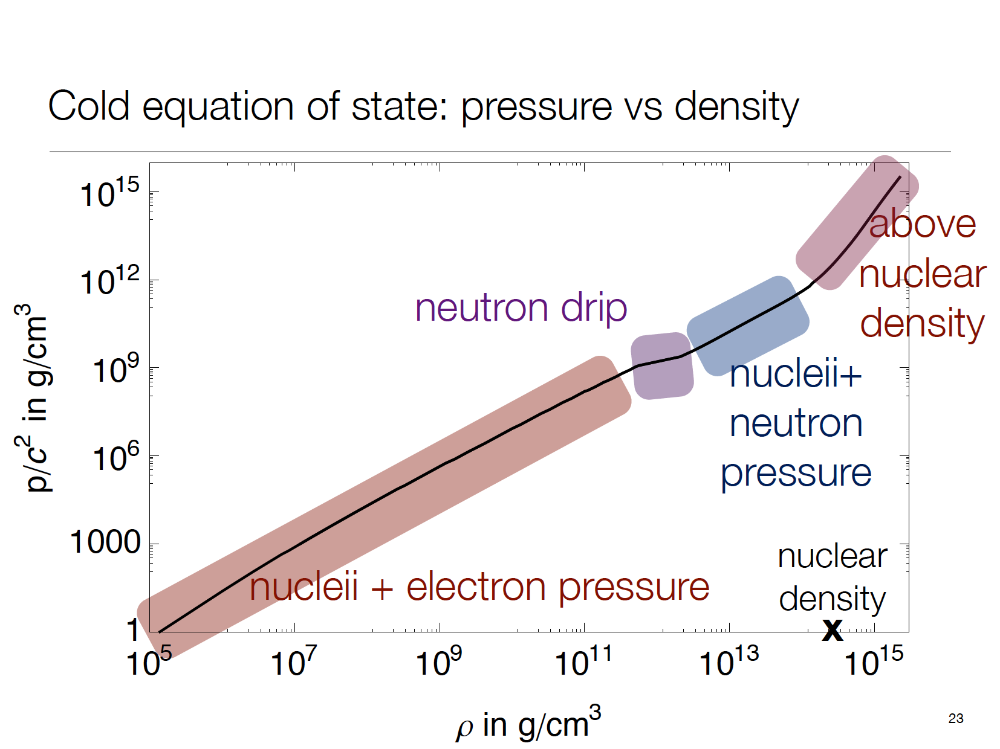 Cold equation of state: pressure vs density
10^15
10^12
10^9
10^6
1000
1
p/c^2 in g/cm^3
neutron drip
above
nuclear
density
nucleii+
neutron
pressure
nucleii + electron pressure
nuclear
density
x
10^5 10^7 10^9 10^11 10^13 10^15
ρ in g/cm^3
23